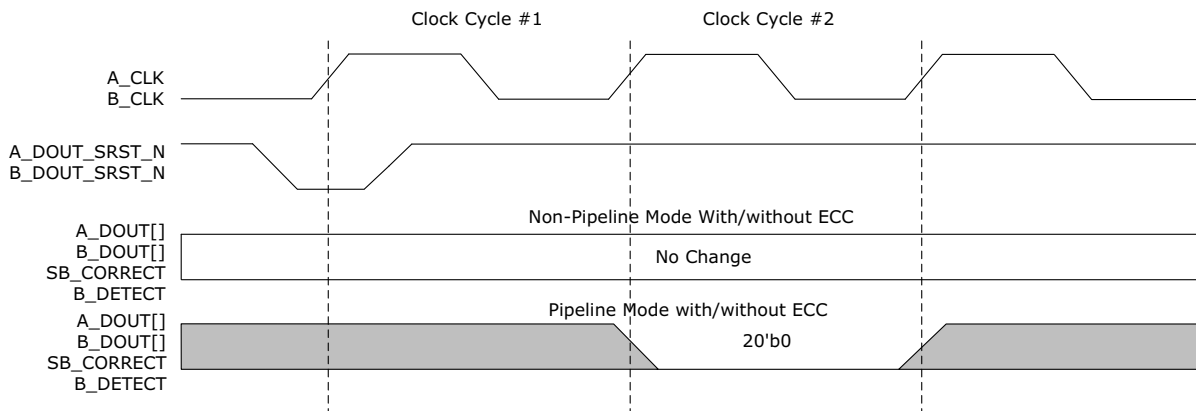 Clock Cycle #1
Clock Cycle #2
A_CLK
B_CLK
A_DOUT_SRST_N
B_DOUT_SRST_N
Non-Pipeline Mode With/without ECC
A_DOUT[]
B_DOUT[]
SB_CORRECT
B_DETECT
No Change
Pipeline Mode with/without ECC
A_DOUT[]
B_DOUT[]
SB_CORRECT
B_DETECT
20'b0